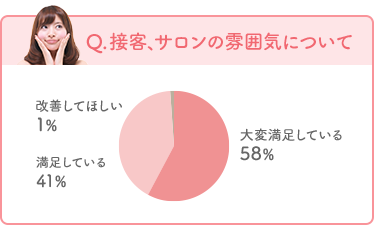 Q.接客、サロンの雰囲気について
改善してほしい
1%
大変満足している
58%
満足している
41%